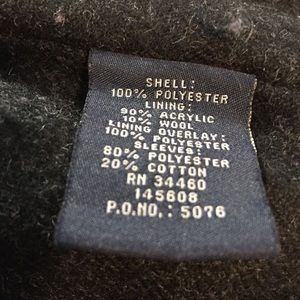 SHELL:
100% POLYESTER
LINING:
90% ACRYLIC
10% WOOL
LINING OVERLAY:
100% POLYESTER
SLEEVES:
80% POLYESTER
20% COTTON
RN 34460
145608
P.O.NO.: 5076